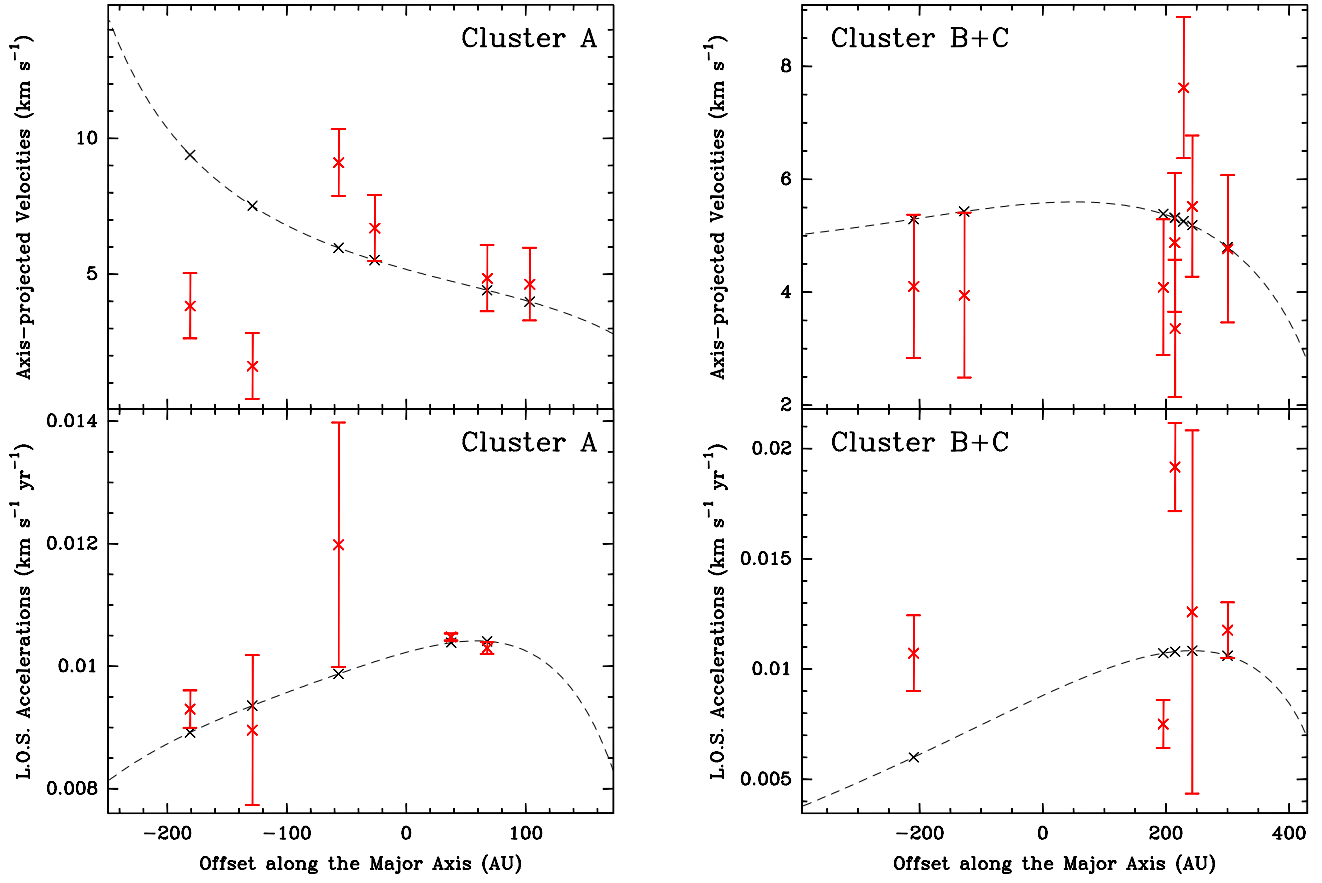 Cluster A
Axis-projected Velocities (km s⁻¹)
10
5
Cluster B+C
Axis-projected Velocities (km s⁻¹)
8
6
4
2
Cluster A
L.O.S. Accelerations (km s⁻¹ yr⁻¹)
0.014
0.012
0.01
0.008
-200 -100 0 100
Offset along the Major Axis (AU)
Cluster B+C
L.O.S. Accelerations (km s⁻¹ yr⁻¹)
0.02
0.015
0.01
0.005
-200 0 200 400
Offset along the Major Axis (AU)